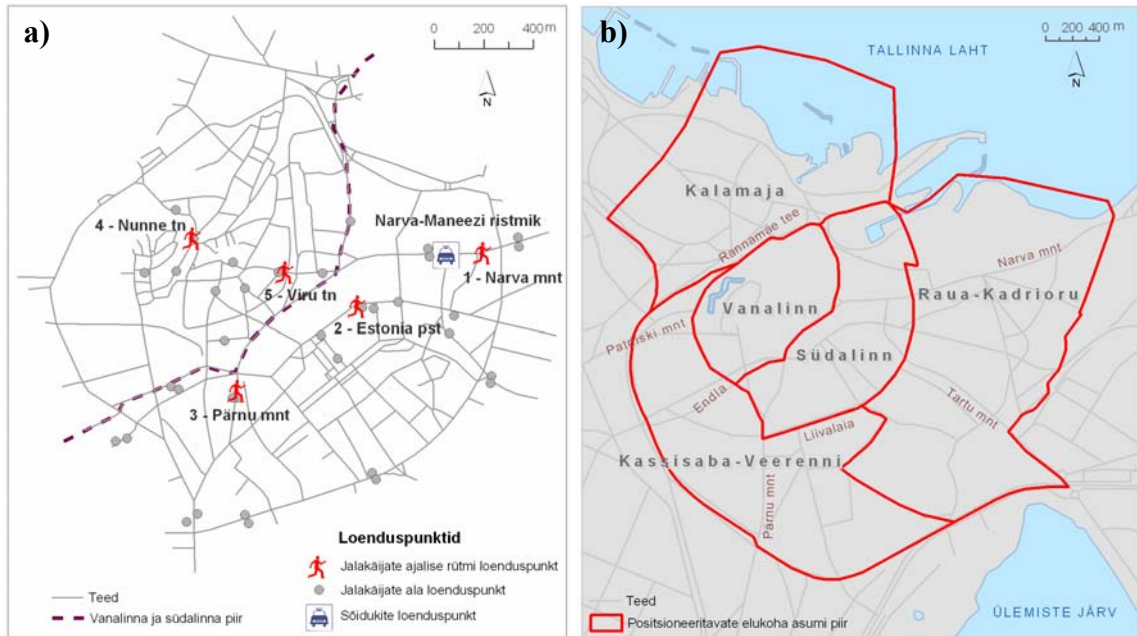 a)
0 200 400 m
N
4 - Nunne tn
Narva-Maneezi ristmik
1 - Narva mnt
5 - Viru tn
2 - Estonia pst
3 - Pärnu mnt
Loenduspunktid
Jalakäijate ajalise rütmi loenduspunkt
Jalakäijate ala loenduspunkt
Sõidukite loenduspunkt
Teed
Vanalinna ja südalinna piir
b)
TALLINNA LAHT
0 200 400 m
N
Kalamaja
Rannamäe tee
Narva mnt
Vanalinn
Raua-Kadrioru
Paldiski mnt
Südalinn
Endla
Tartu mnt
Liivalaia
Kassisaba-Veerenni
Pärnu mnt
Teed
Positsioneeritavate elukoha asumi piir
ÜLEMISTE JÄRV